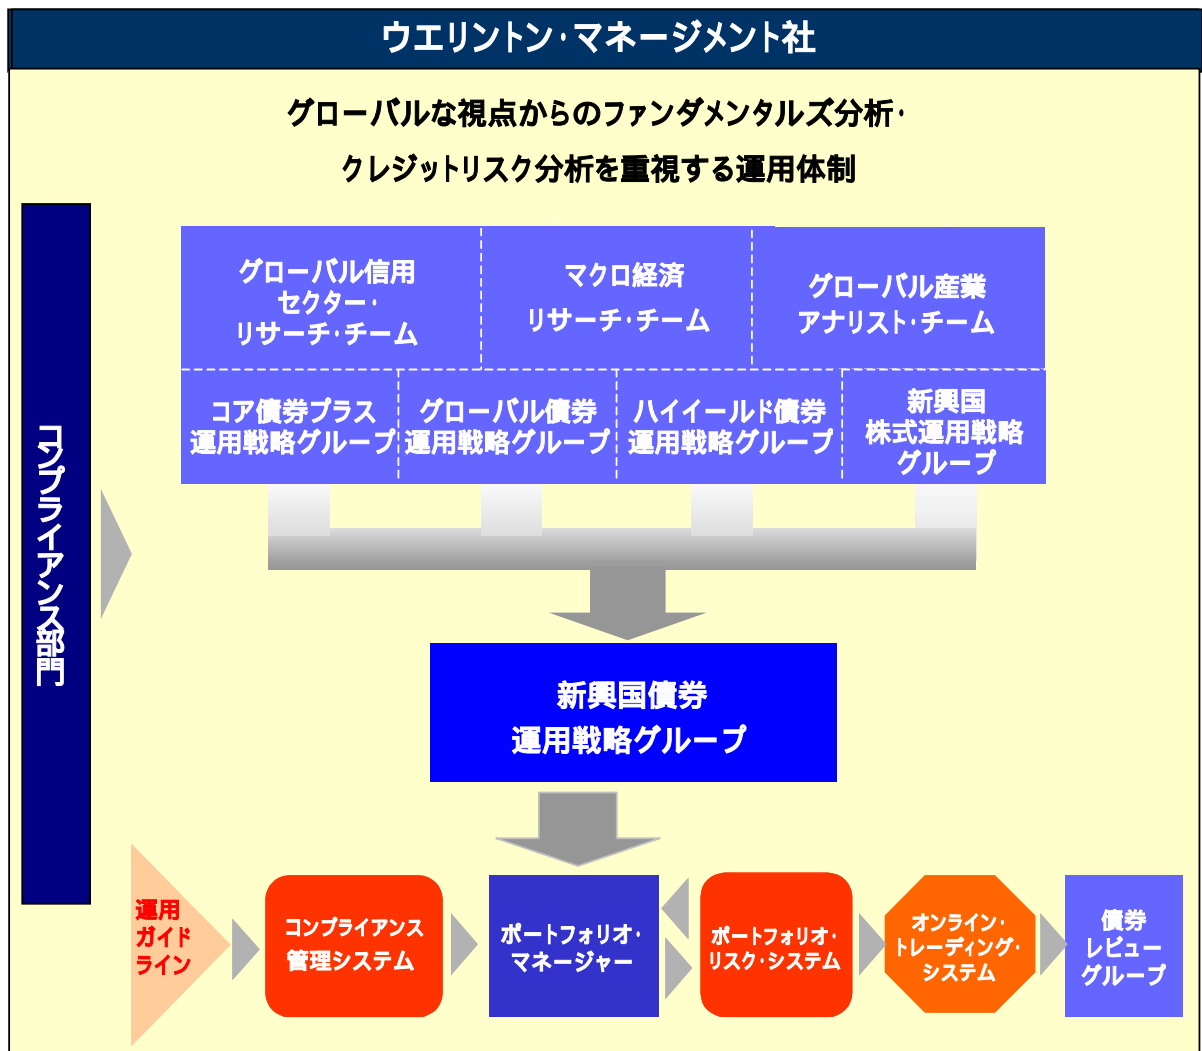 ウエリントン・マネージメント社
グローバルな視点からのファンダメンタルズ分析・
クレジットリスク分析を重視する運用体制
コンプライアンス部門
グローバル信用
セクター・
リサーチ・チーム
マクロ経済
リサーチ・チーム
グローバル産業
アナリスト・チーム
コア債券プラス
運用戦略グループ
グローバル債券
運用戦略グループ
ハイイールド債券
運用戦略グループ
新興国
株式運用戦略
グループ
新興国債券
運用戦略グループ
運用
ガイド
ライン
コンプライアンス
管理システム
ポートフォリオ・
マネージャー
ポートフォリオ・
リスク・システム
オンライン・
トレーディング・
システム
債券
レビュー
グループ